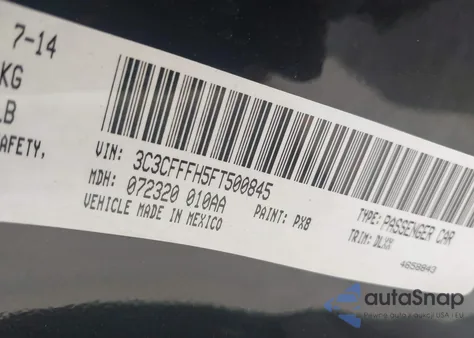 7-14
KG
LB
AFETY,
VIN: 3C3CFFFH5FT500845
MDH: 072320 010AA
VEHICLE MADE IN MEXICO
PAINT: PX8
TYPE: PASSENGER CAR
TRIM: DLXX
4658843
autoSnap